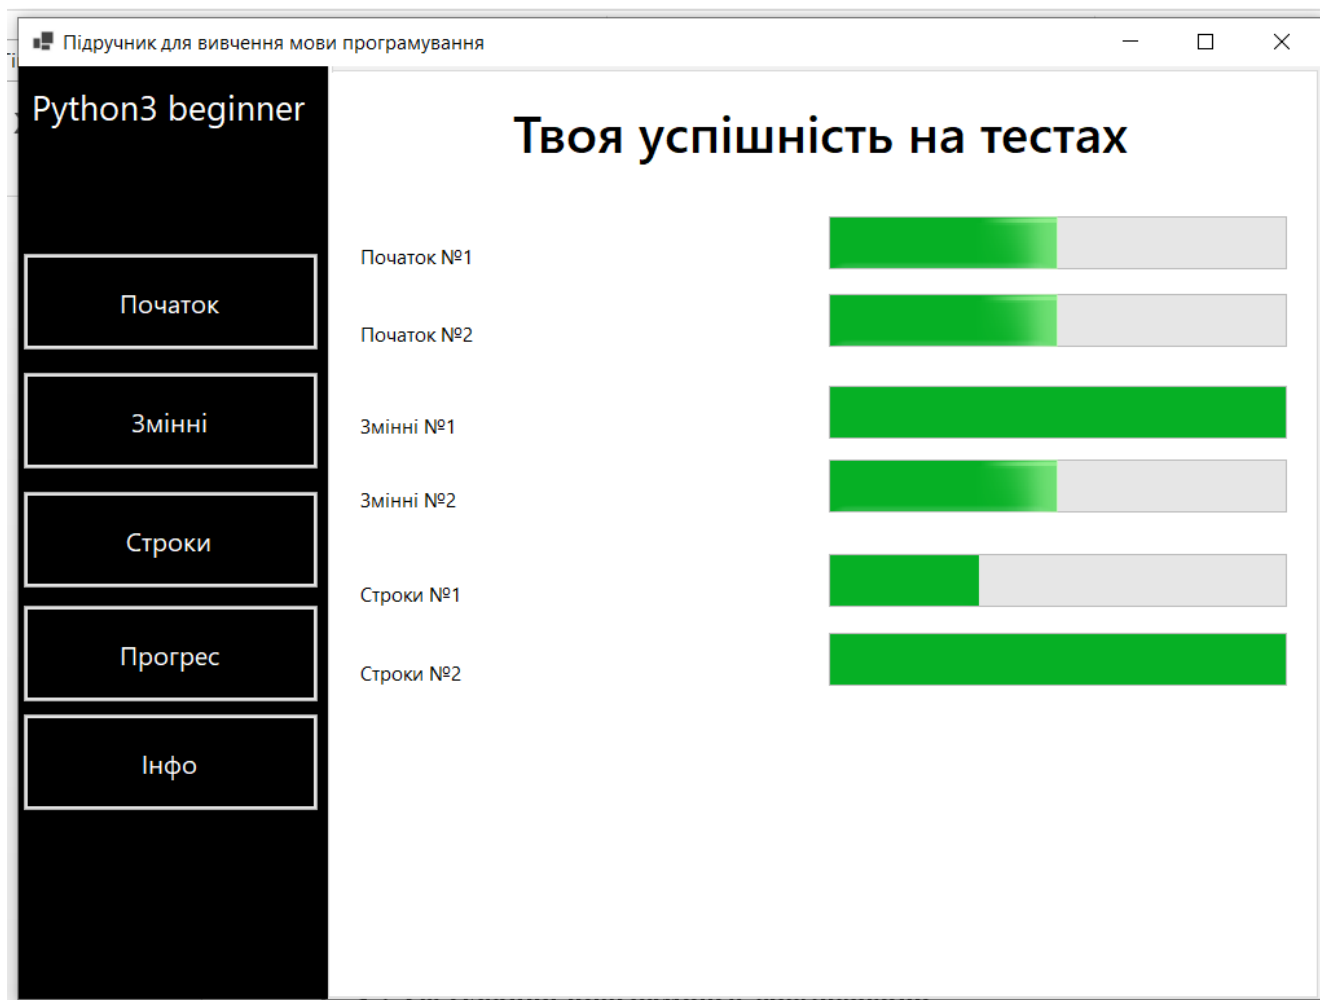 Підручник для вивчення мови програмування
Python3 beginner
Початок
Змінні
Строки
Прогрес
Інфо
Твоя успішність на тестах
Початок №1
Початок №2
Змінні №1
Змінні №2
Строки №1
Строки №2